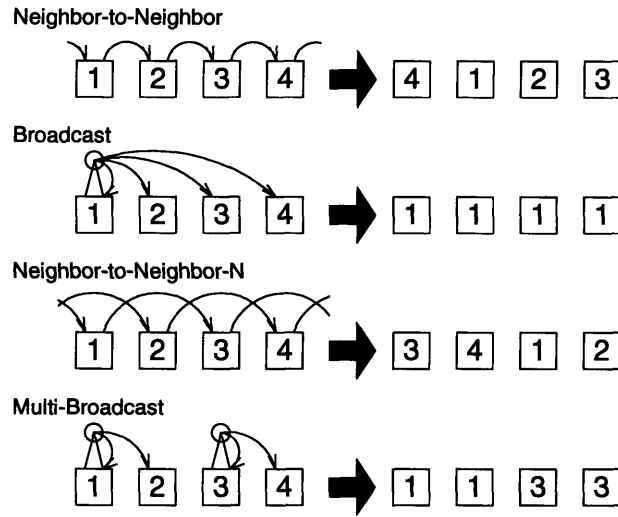 Neighbor-to-Neighbor
1 2 3 4 4 1 2 3
Broadcast
1 2 3 4 1 1 1 1
Neighbor-to-Neighbor-N
1 2 3 4 3 4 1 2
Multi-Broadcast
1 2 3 4 1 1 3 3